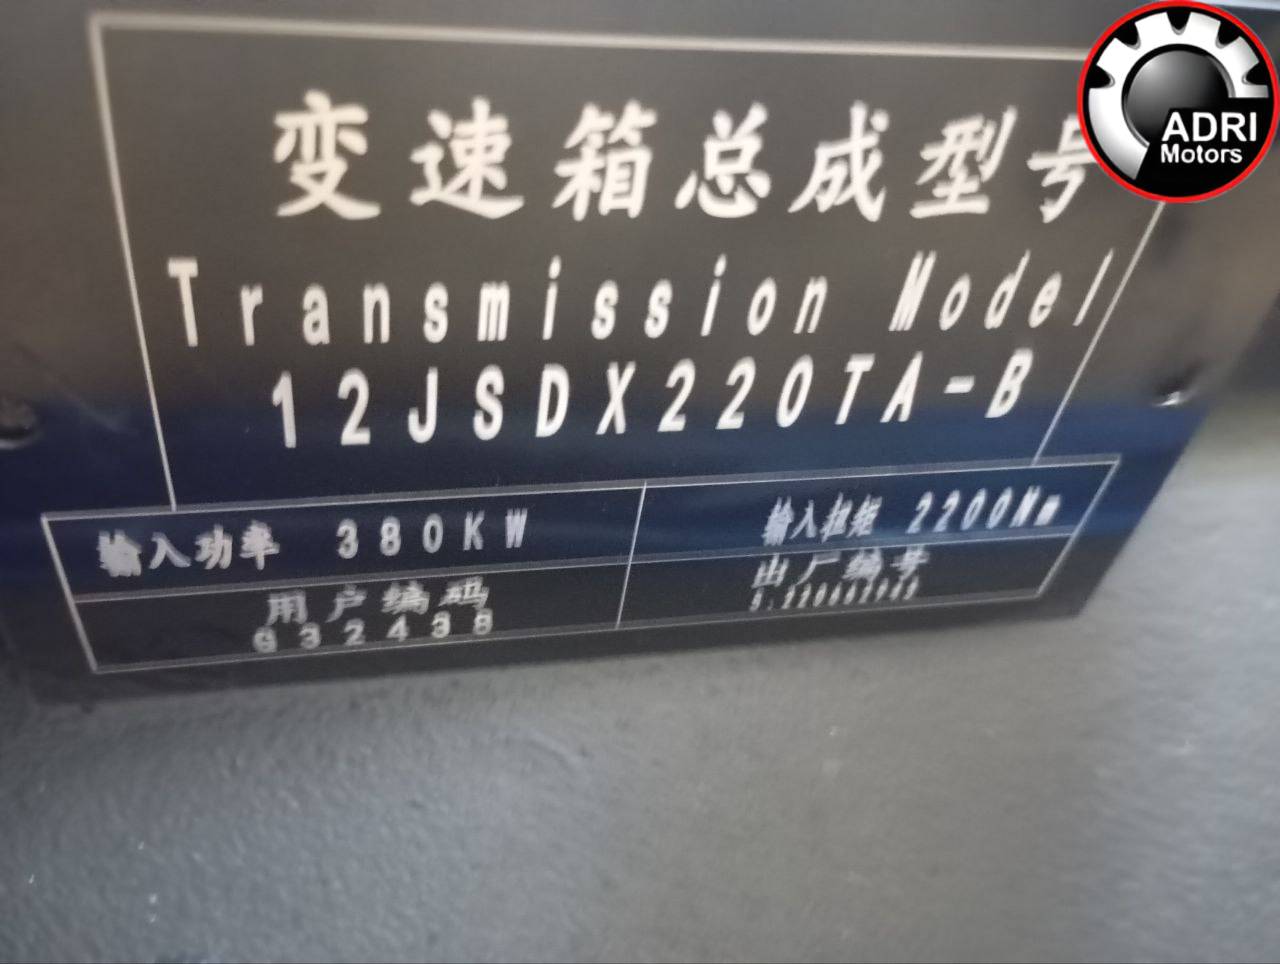 变速箱总成型号
Transmission Model
12JSDX220TA-B
输入功率 380KW
输入扭矩 2200Nm
用户编码
G32438
出厂编号
ADRI
Motors